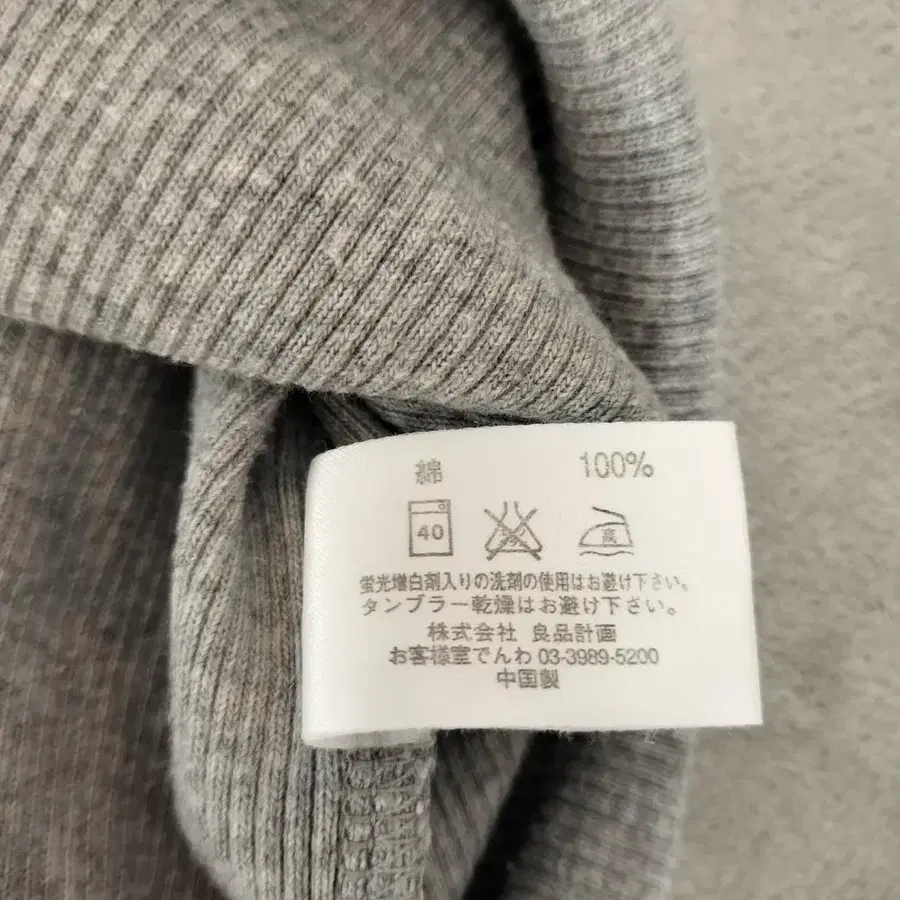 綿 100%
40 高
蛍光増白剤入りの洗剤の使用はお避け下さい。
タンブラー乾燥はお避け下さい。
株式会社 良品計画
お客様室でんわ 03-3989-5200
中国製